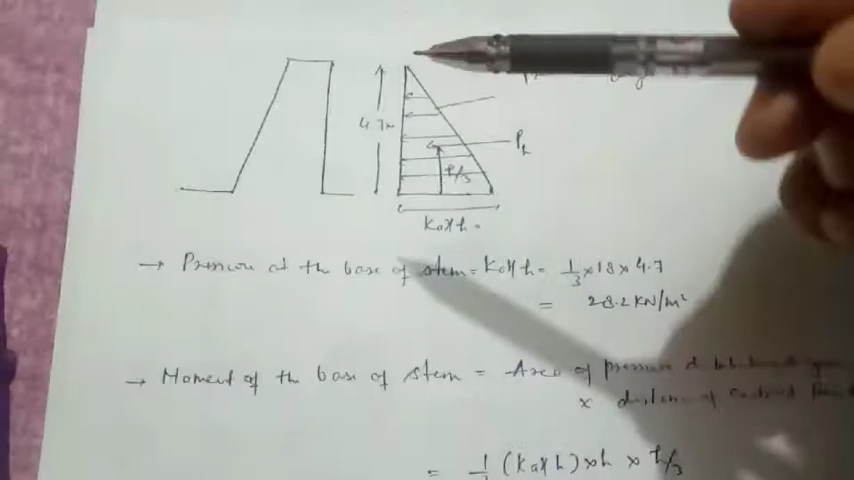 4.7m
Ph
h/3
Kaγh =
→ Pressure at the base of stem = Kaγh = 1/3 × 18 × 4.7
= 28.2 KN/m²
→ Moment of the base of stem = Area of pressure
× distance of
= 1/2 (Kaγh) × h × h/3